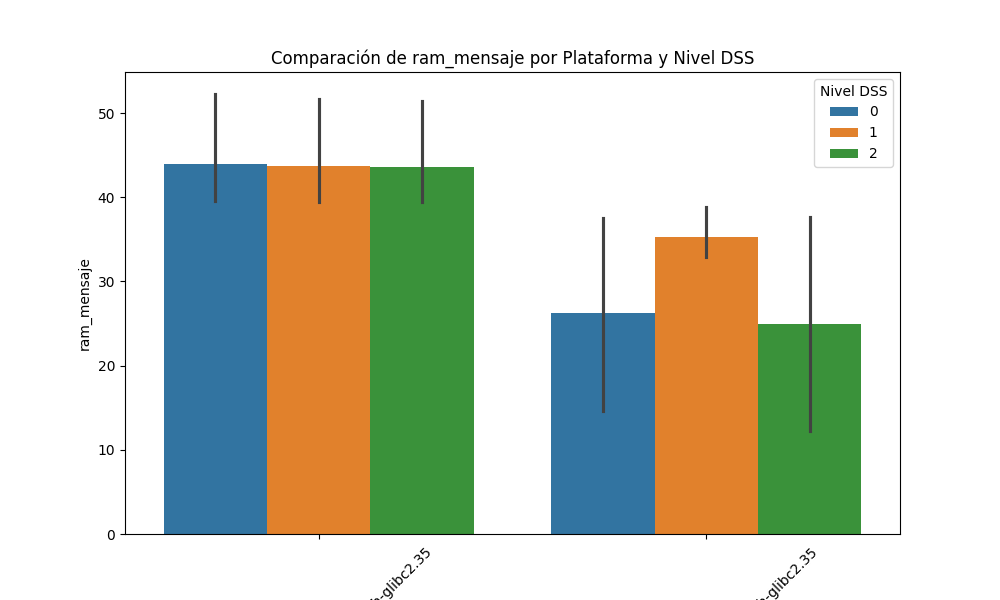 Comparación de ram_mensaje por Plataforma y Nivel DSS
Nivel DSS
0
1
2
50
40
30
20
10
0
ram_mensaje
-glibc2.35
-glibc2.35